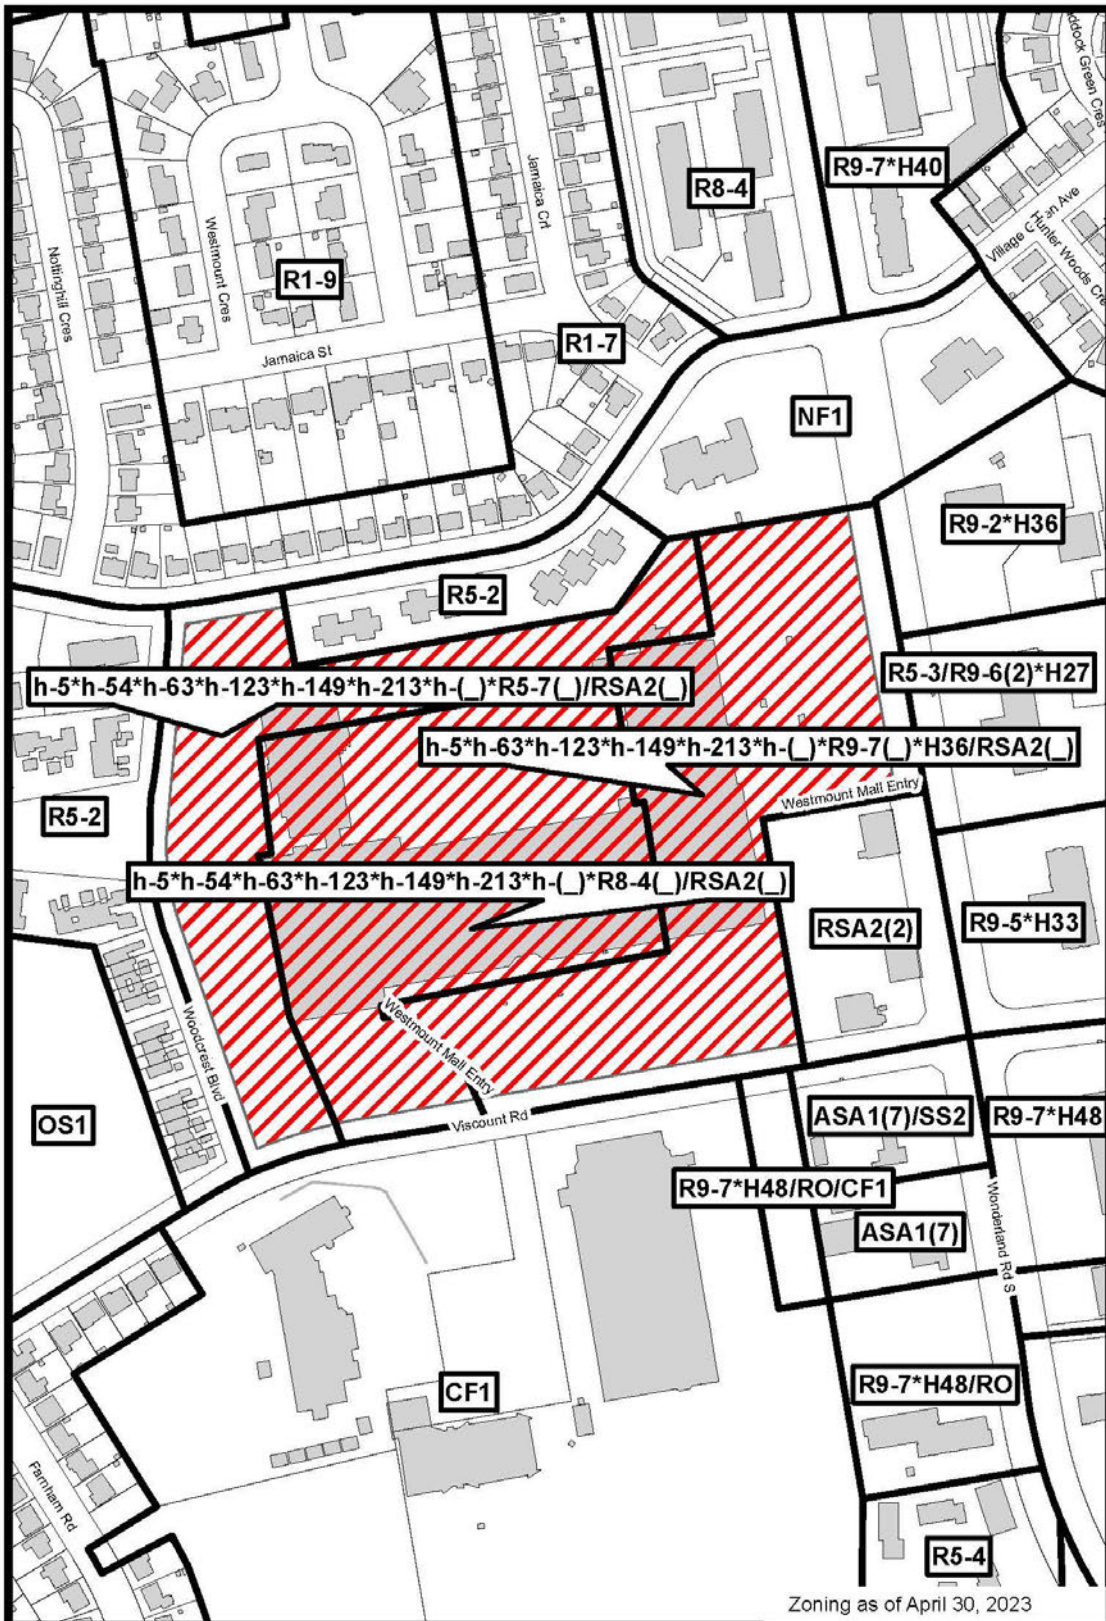 ddock Green Cres
R9-7*H40
R8-4
Jamaica Crt
Village
an Ave
Hunter Woods Cre
Nottinghill Cres
Westmount Cres
R1-9
R1-7
Jamaica St
NF1
R9-2*H36
R5-2
h-5*h-54*h-63*h-123*h-149*h-213*h-(_)*R5-7(_)/RSA2(_)
R5-3/R9-6(2)*H27
h-5*h-63*h-123*h-149*h-213*h-(_)*R9-7(_)*H36/RSA2(_)
Westmount Mall Entry
R5-2
h-5*h-54*h-63*h-123*h-149*h-213*h-(_)*R8-4(_)/RSA2(_)
RSA2(2)
R9-5*H33
Westmount Mall Entry
Woodcrest Blvd
Viscount Rd
OS1
ASA1(7)/SS2
R9-7*H48
R9-7*H48/RO/CF1
ASA1(7)
Wonderland Rd S
R9-7*H48/RO
CF1
Farnham Rd
R5-4
Zoning as of April 30, 2023